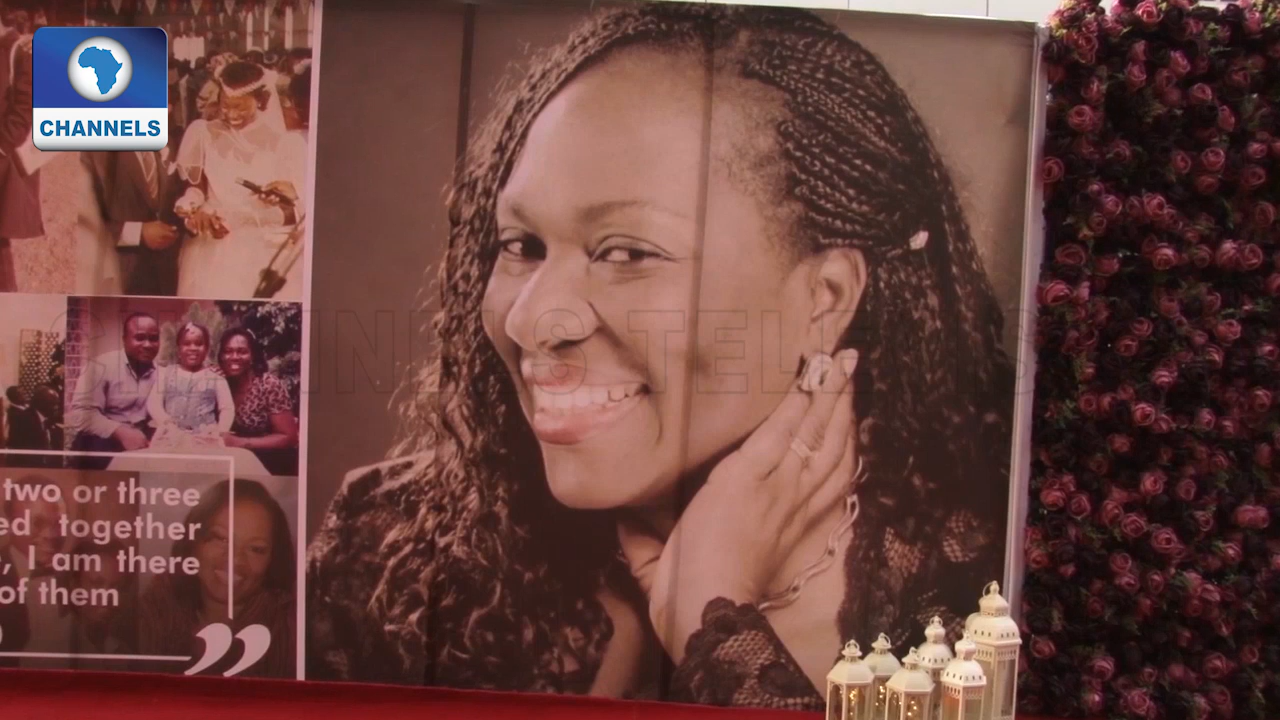 CHANNELS
two or three
ed together
, I am there
of them
”